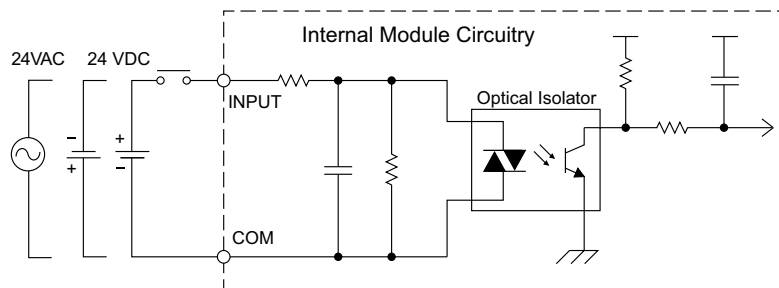 Internal Module Circuitry
24VAC
24 VDC
INPUT
Optical Isolator
–
+
+
–
COM